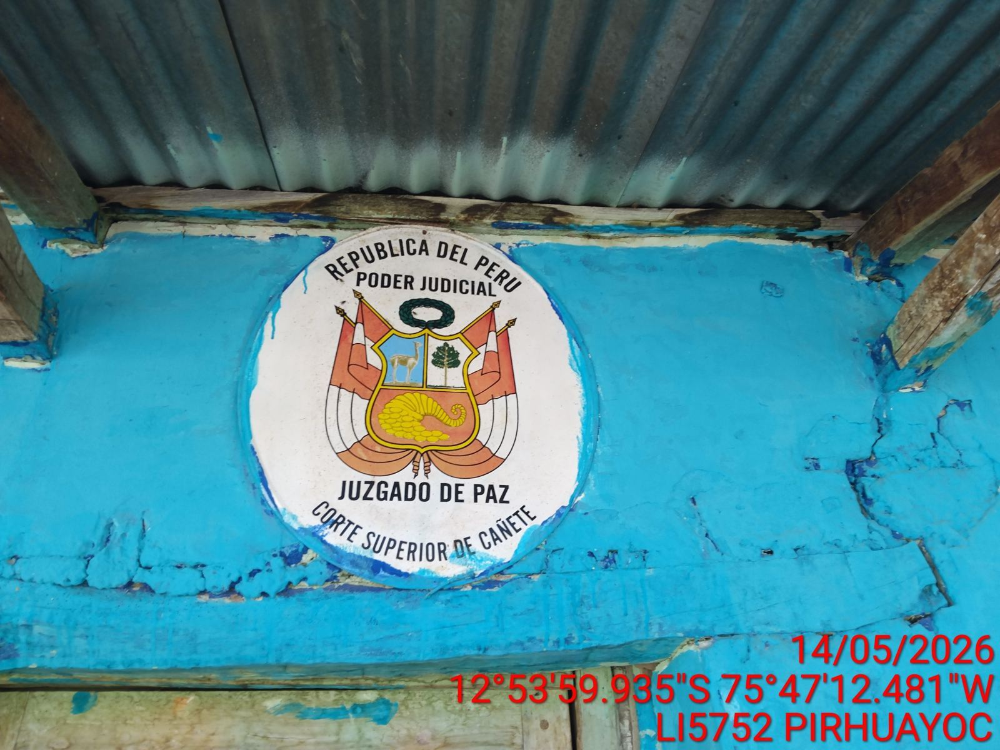 REPUBLICA DEL PERU
PODER JUDICIAL
JUZGADO DE PAZ
CORTE SUPERIOR DE CAÑETE
14/05/2026
12°53'59.935"S 75°47'12.481"W
LI5752 PIRHUAYOC